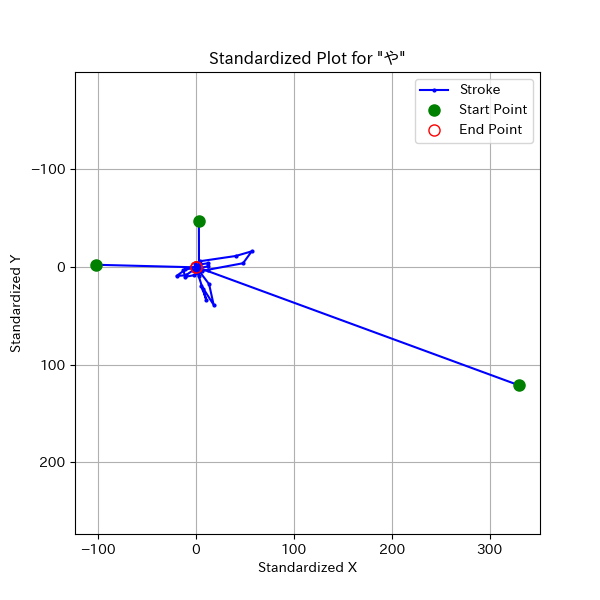 Standardized Plot for "や"
Stroke
Start Point
End Point
−100
0
100
200
Standardized Y
−100
0
100
200
300
Standardized X